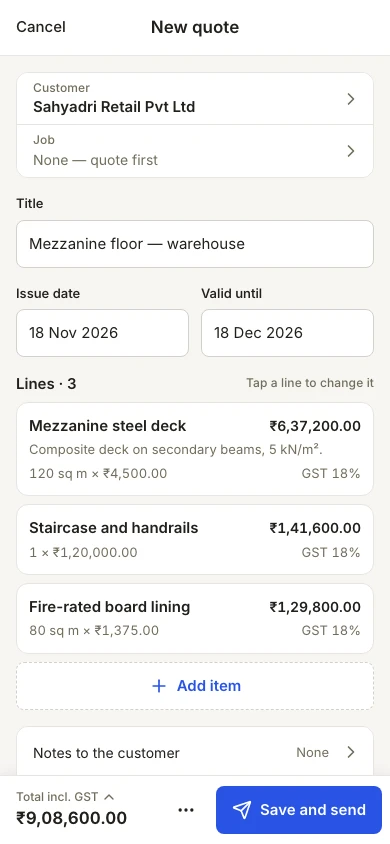 Cancel
New quote
Customer
Sahyadri Retail Pvt Ltd
Job
None — quote first
Title
Mezzanine floor — warehouse
Issue date
Valid until
18 Nov 2026
18 Dec 2026
Lines · 3
Tap a line to change it
Mezzanine steel deck
₹6,37,200.00
Composite deck on secondary beams, 5 kN/m².
120 sq m × ₹4,500.00
GST 18%
Staircase and handrails
₹1,41,600.00
1 × ₹1,20,000.00
GST 18%
Fire-rated board lining
₹1,29,800.00
80 sq m × ₹1,375.00
GST 18%
Add item
Notes to the customer
None
Total incl. GST
₹9,08,600.00
Save and send